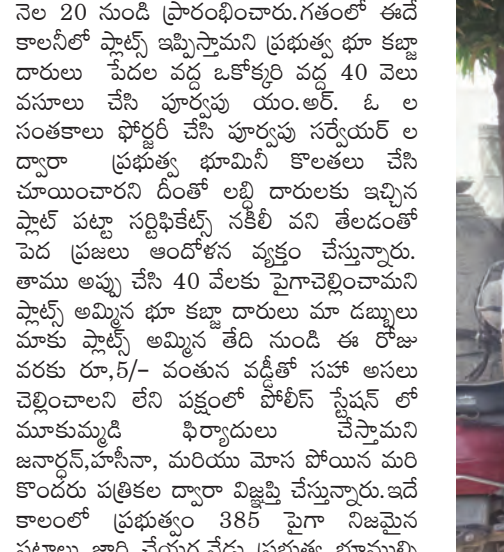 నెల 20 నుండి ప్రారంభించారు.గతంలో ఈదే
కాలనీలో ప్లాట్స్ ఇప్పిస్తామని ప్రభుత్వ భూ కబ్జా
దారులు పేదల వద్ద ఒకోక్కరి వద్ద 40 వెలు
వసూలు చేసి పూర్వపు యం.అర్. ఓ ల
సంతకాలు ఫోర్జరీ చేసి పూర్వపు సర్వేయర్ ల
ద్వారా ప్రభుత్వ భూమినీ కొలతలు చేసి
చూయించారని దీంతో లబ్ధి దారులకు ఇచ్చిన
ప్లాట్ పట్టా సర్టిఫికేట్స్ నకిలీ వని తేలడంతో
పెద ప్రజలు ఆందోళన వ్యక్తం చేస్తున్నారు.
తాము అప్పు చేసి 40 వేలకు పైగాచెల్లించామని
ప్లాట్స్ అమ్మిన భూ కబ్జా దారులు మా డబ్బులు
మాకు ప్లాట్స్ అమ్మిన తేది నుండి ఈ రోజు
వరకు రూ,5/– వంతున వడ్డీతో సహా అసలు
చెల్లించాలని లేని పక్షంలో పోలీస్ స్టేషన్ లో
మూకుమ్మడి ఫిర్యాదులు చేస్తామని
జనార్ధన్,హసీనా, మరియు మోస పోయిన మరి
కొందరు పత్రికల ద్వారా విజ్ఞప్తి చేస్తున్నారు.ఇదే
కాలంలో ప్రభుత్వం 385 పైగా నిజమైన